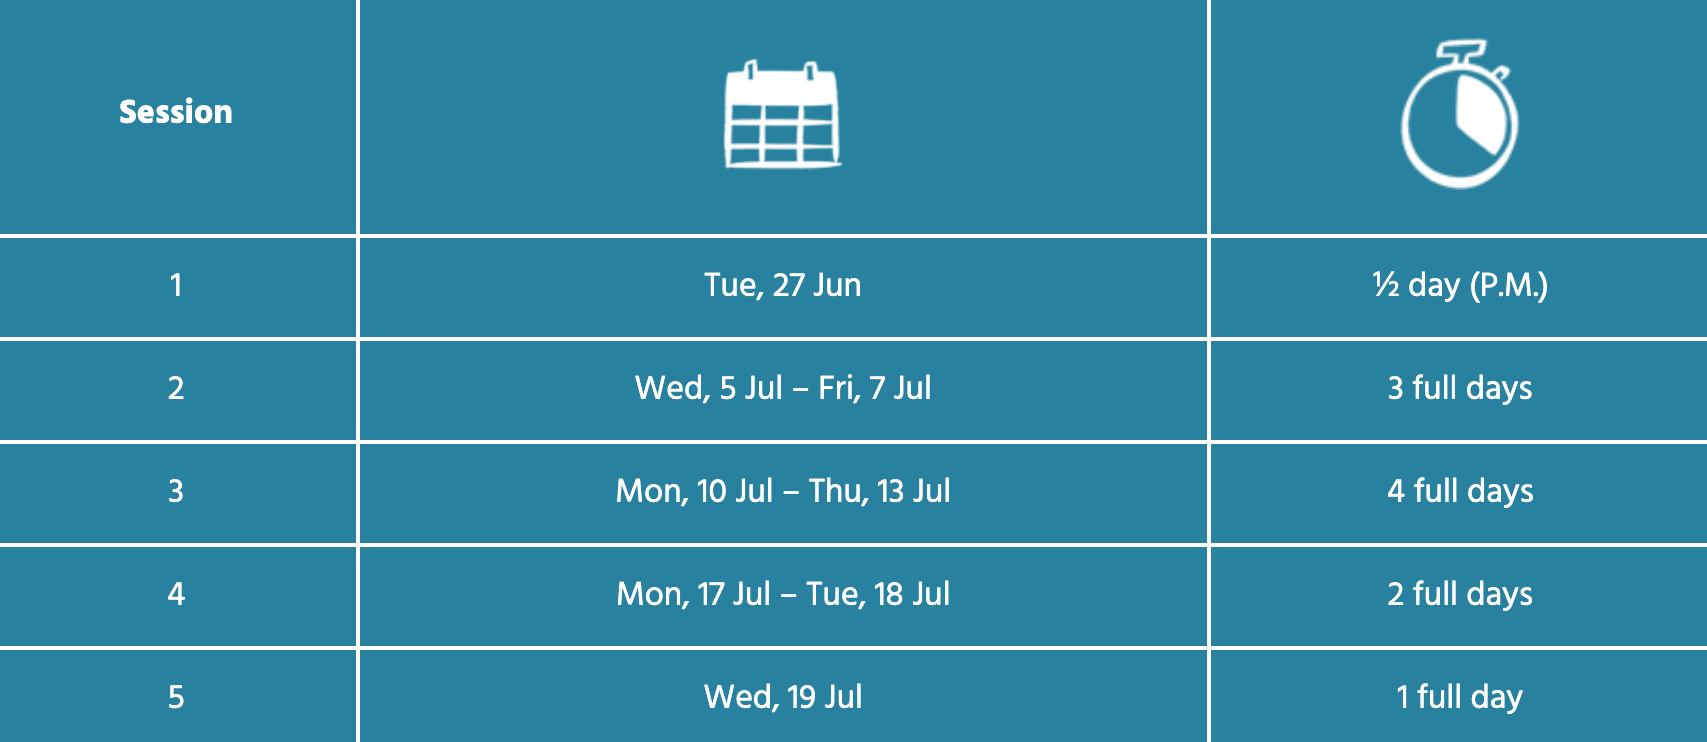 Session
1 Tue, 27 Jun ½ day (P.M.)
2 Wed, 5 Jul – Fri, 7 Jul 3 full days
3 Mon, 10 Jul – Thu, 13 Jul 4 full days
4 Mon, 17 Jul – Tue, 18 Jul 2 full days
5 Wed, 19 Jul 1 full day